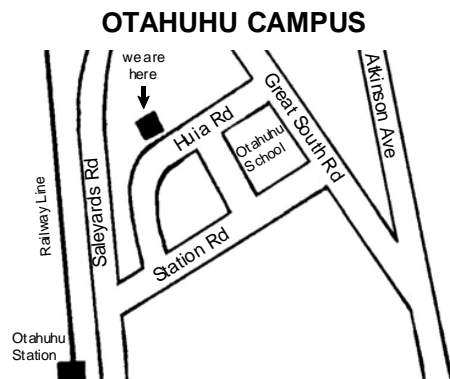 OTAHUHU CAMPUS
we are
here
Huia Rd
Great South Rd
Atkinson Ave
Otahuhu
School
Saleyards Rd
Railway Line
Station Rd
Otahuhu
Station